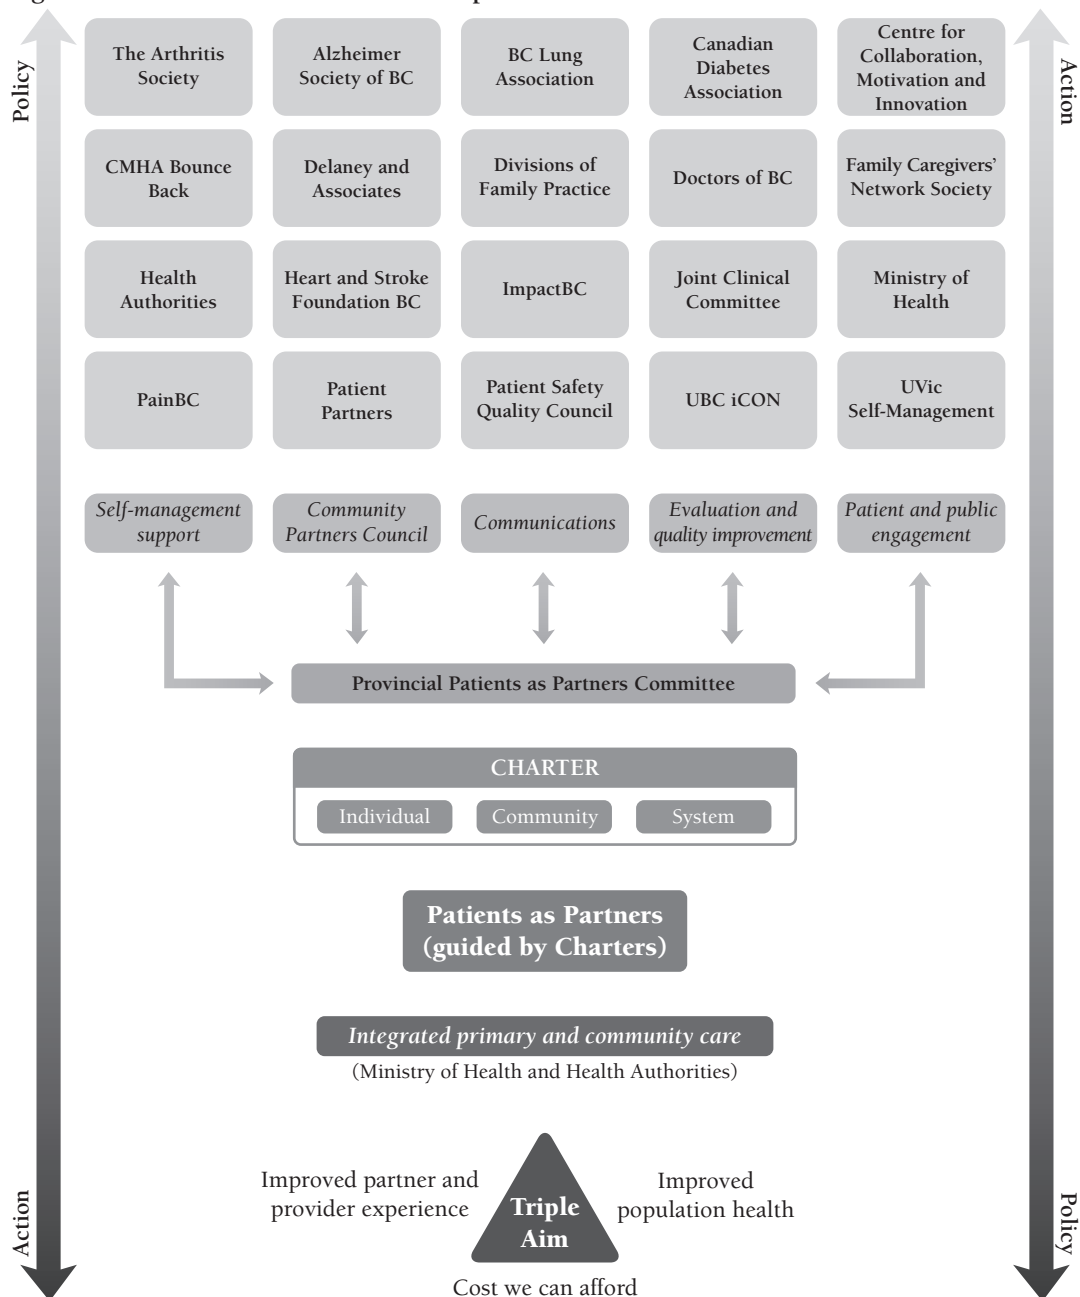 Policy
Action
The Arthritis
Society
Alzheimer
Society of BC
BC Lung
Association
Canadian
Diabetes
Association
Centre for
Collaboration,
Motivation and
Innovation
CMHA Bounce
Back
Delaney and
Associates
Divisions of
Family Practice
Doctors of BC
Family Caregivers’
Network Society
Health
Authorities
Heart and Stroke
Foundation BC
ImpactBC
Joint Clinical
Committee
Ministry of
Health
PainBC
Patient
Partners
Patient Safety
Quality Council
UBC iCON
UVic
Self-Management
Self-management
support
Community
Partners Council
Communications
Evaluation and
quality improvement
Patient and public
engagement
Provincial Patients as Partners Committee
CHARTER
Individual
Community
System
Patients as Partners
(guided by Charters)
Integrated primary and community care
(Ministry of Health and Health Authorities)
Improved partner and
provider experience
Triple
Aim
Improved
population health
Cost we can afford
Action
Policy